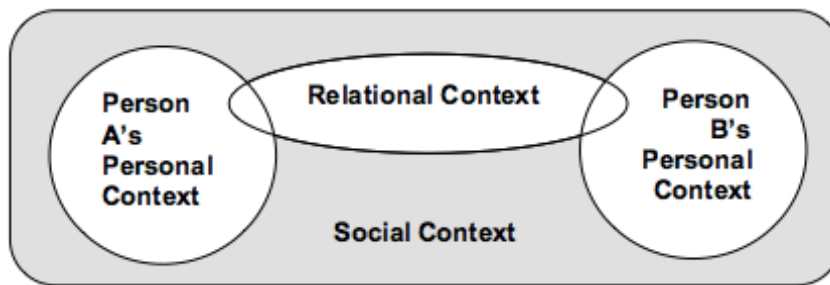 Person
A's
Personal
Context
Relational Context
Person
B's
Personal
Context
Social Context